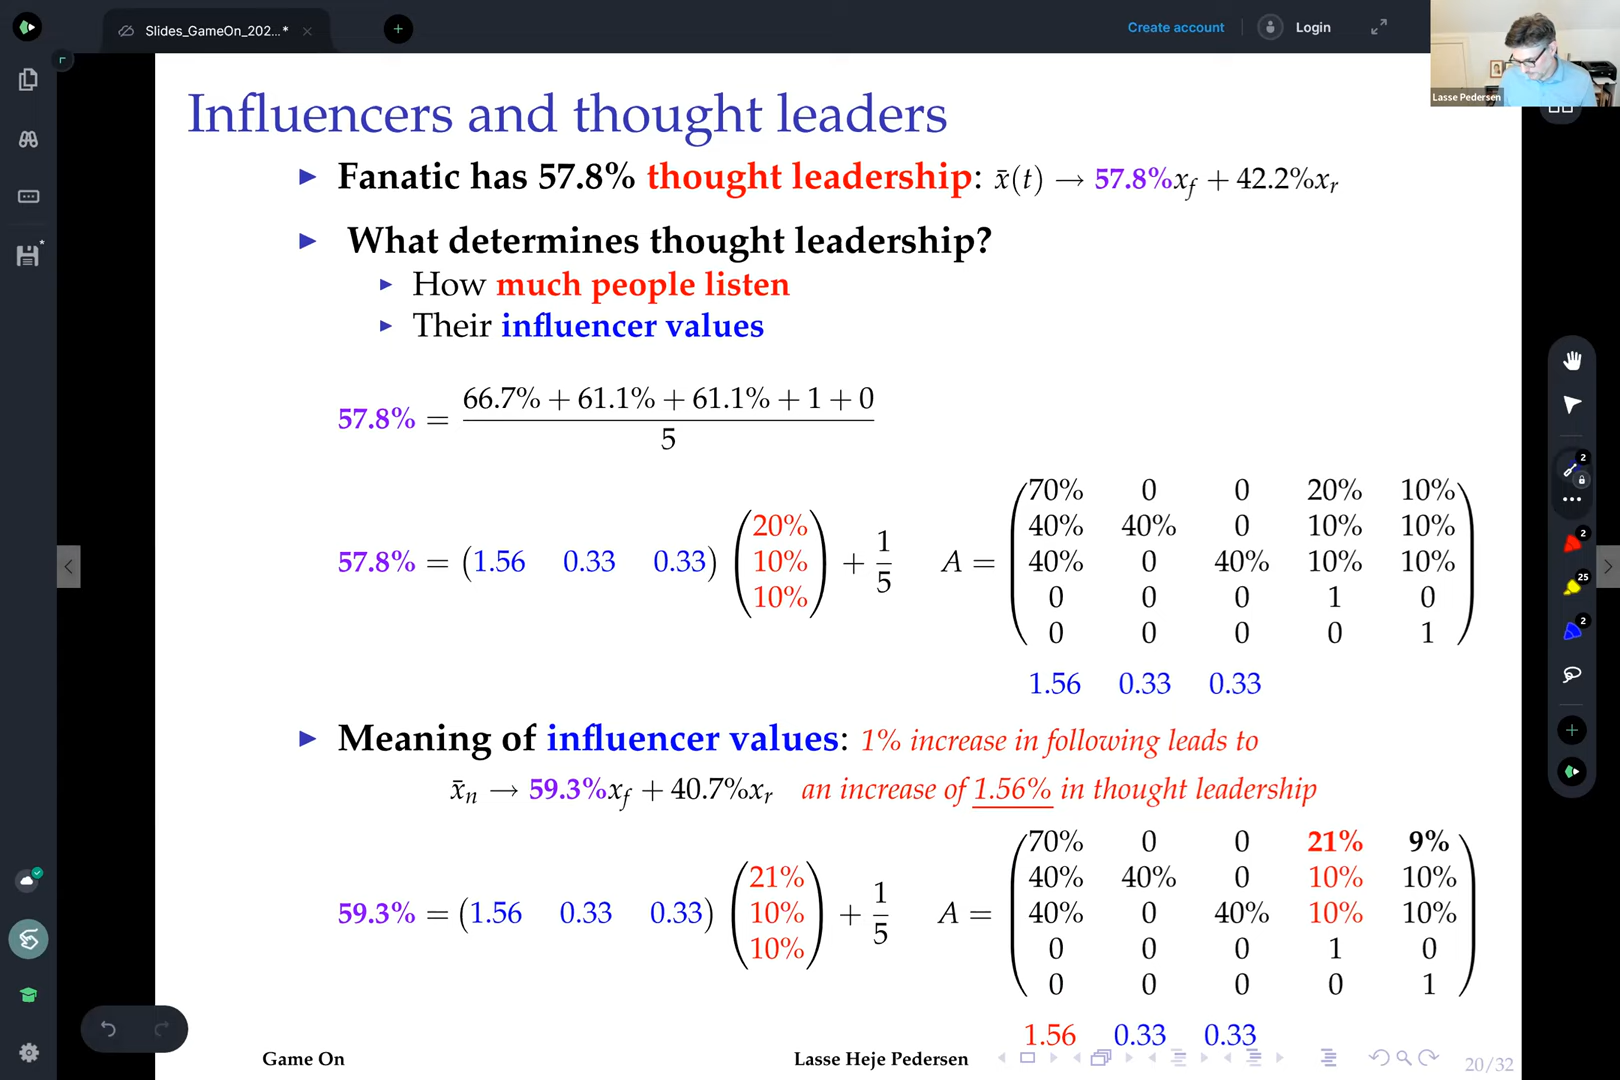 Slides_GameOn_202...*
Create account
Login
Lasse Pedersen
Influencers and thought leaders
Fanatic has 57.8% thought leadership: x̄(t) → 57.8%x_f + 42.2%x_r
What determines thought leadership?
How much people listen
Their influencer values
57.8% = (66.7% + 61.1% + 61.1% + 1 + 0) / 5
57.8% = (1.56 0.33 0.33) (20% 10% 10%) + 1/5
A =
70% 0 0 20% 10%
40% 40% 0 10% 10%
40% 0 40% 10% 10%
0 0 0 1 0
0 0 0 0 1
1.56 0.33 0.33
Meaning of influencer values: 1% increase in following leads to
x̄_n → 59.3%x_f + 40.7%x_r an increase of 1.56% in thought leadership
59.3% = (1.56 0.33 0.33) (21% 10% 10%) + 1/5
A =
70% 0 0 21% 9%
40% 40% 0 10% 10%
40% 0 40% 10% 10%
0 0 0 1 0
0 0 0 0 1
1.56 0.33 0.33
Game On
Lasse Heje Pedersen
20/32
2
2
25
2